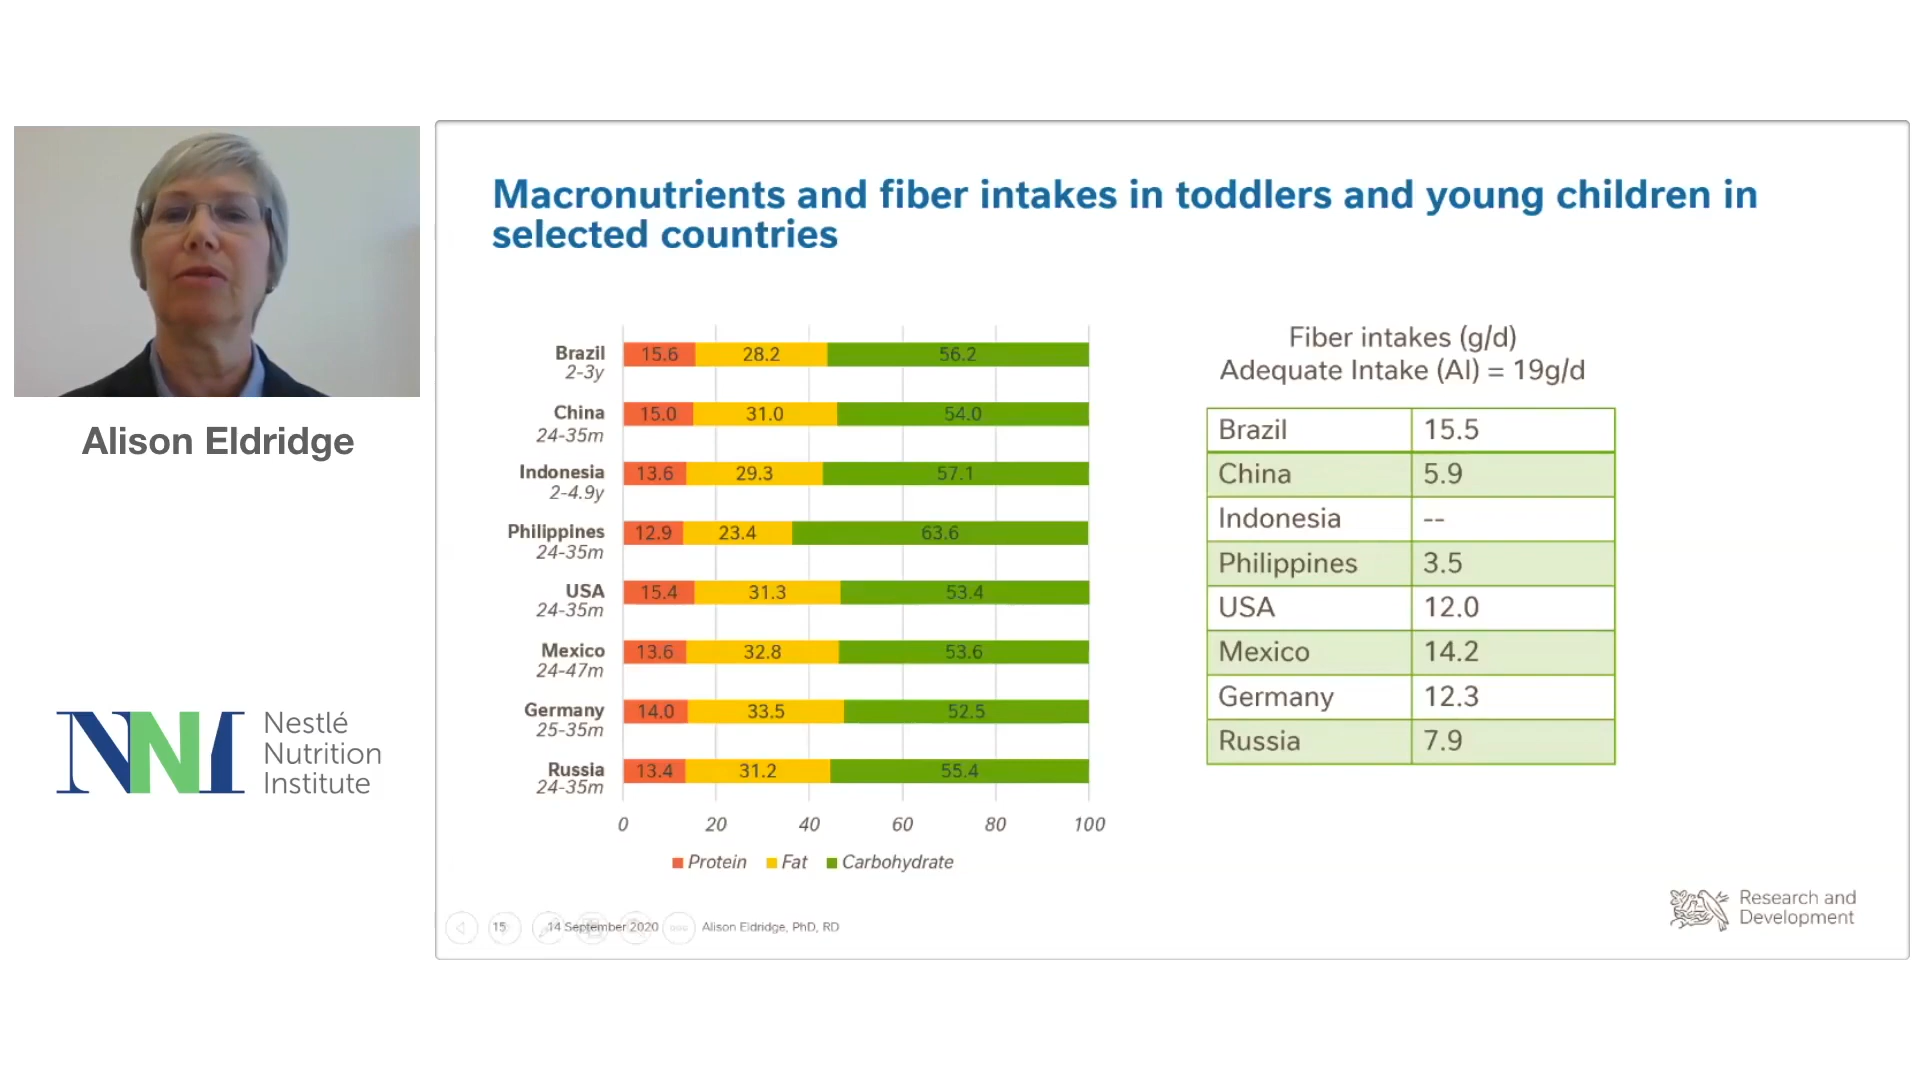 Alison Eldridge
Nestlé
Nutrition
Institute
NNI
Macronutrients and fiber intakes in toddlers and young children in
selected countries
Brazil 15.6 28.2 56.2
2-3y
China 15.0 31.0 54.0
24-35m
Indonesia 13.6 29.3 57.1
2-4.9y
Philippines 12.9 23.4 63.6
24-35m
USA 15.4 31.3 53.4
24-35m
Mexico 13.6 32.8 53.6
24-47m
Germany 14.0 33.5 52.5
25-35m
Russia 13.4 31.2 55.4
24-35m
0 20 40 60 80 100
Protein Fat Carbohydrate
Fiber intakes (g/d)
Adequate Intake (AI) = 19g/d
Brazil 15.5
China 5.9
Indonesia --
Philippines 3.5
USA 12.0
Mexico 14.2
Germany 12.3
Russia 7.9
15 14 September 2020 Alison Eldridge, PhD, RD
Research and
Development